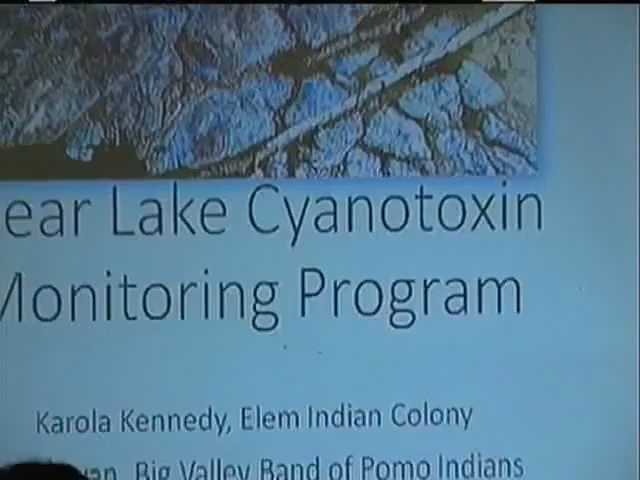 ear Lake Cyanotoxin
Monitoring Program
Karola Kennedy, Elem Indian Colony
Big Valley Band of Pomo Indians